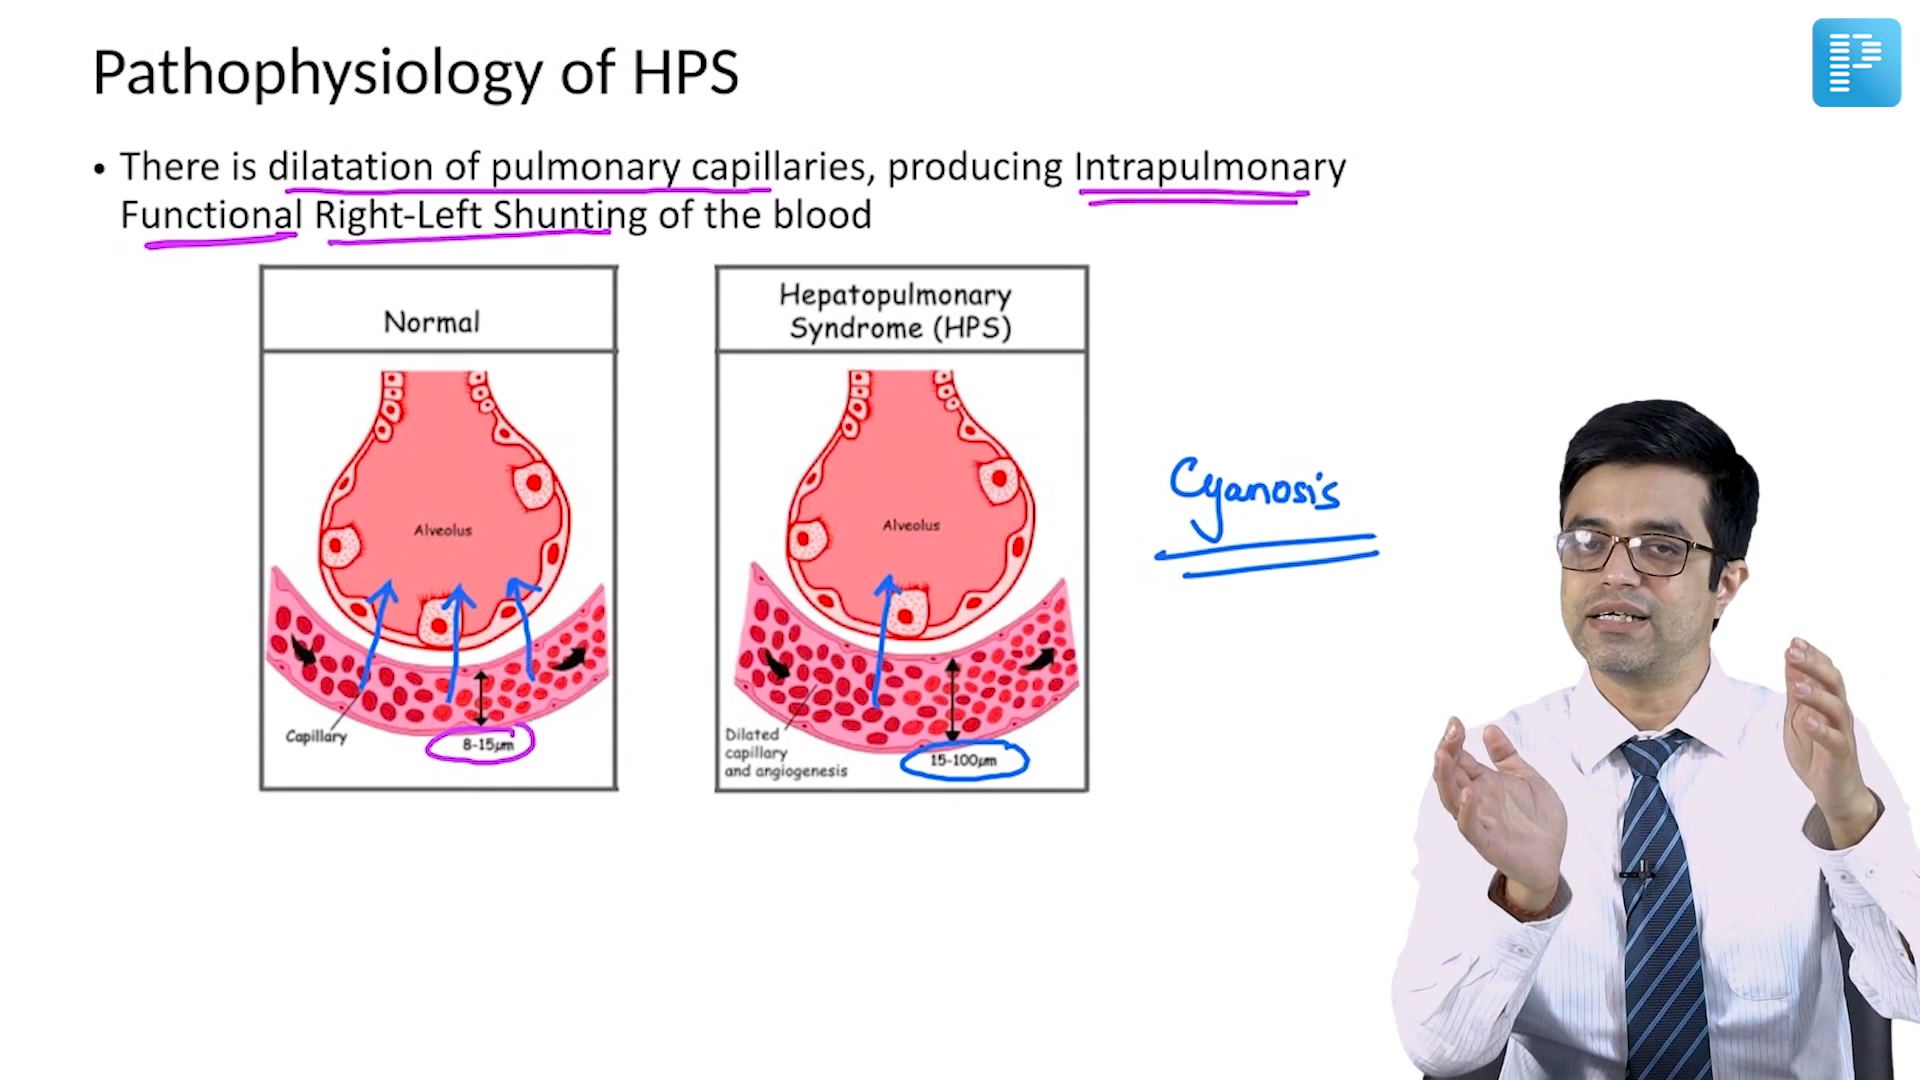 Pathophysiology of HPS
• There is dilatation of pulmonary capillaries, producing Intrapulmonary
Functional Right-Left Shunting of the blood
Normal
Alveolus
Capillary
8-15µm
Hepatopulmonary
Syndrome (HPS)
Alveolus
Dilated
capillary
and angiogenesis
15-100µm
Cyanosis
P